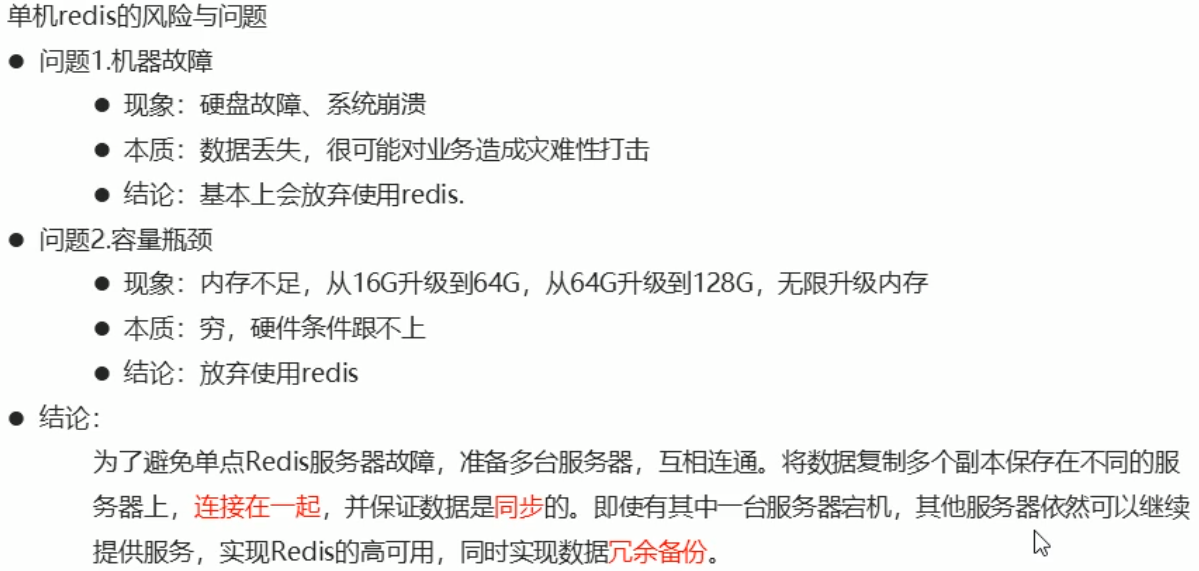 单机redis的风险与问题
● 问题1.机器故障
● 现象：硬盘故障、系统崩溃
● 本质：数据丢失，很可能对业务造成灾难性打击
● 结论：基本上会放弃使用redis.
● 问题2.容量瓶颈
● 现象：内存不足，从16G升级到64G，从64G升级到128G，无限升级内存
● 本质：穷，硬件条件跟不上
● 结论：放弃使用redis
● 结论：
为了避免单点Redis服务器故障，准备多台服务器，互相连通。将数据复制多个副本保存在不同的服
务器上，连接在一起，并保证数据是同步的。即使有其中一台服务器宕机，其他服务器依然可以继续
提供服务，实现Redis的高可用，同时实现数据冗余备份。